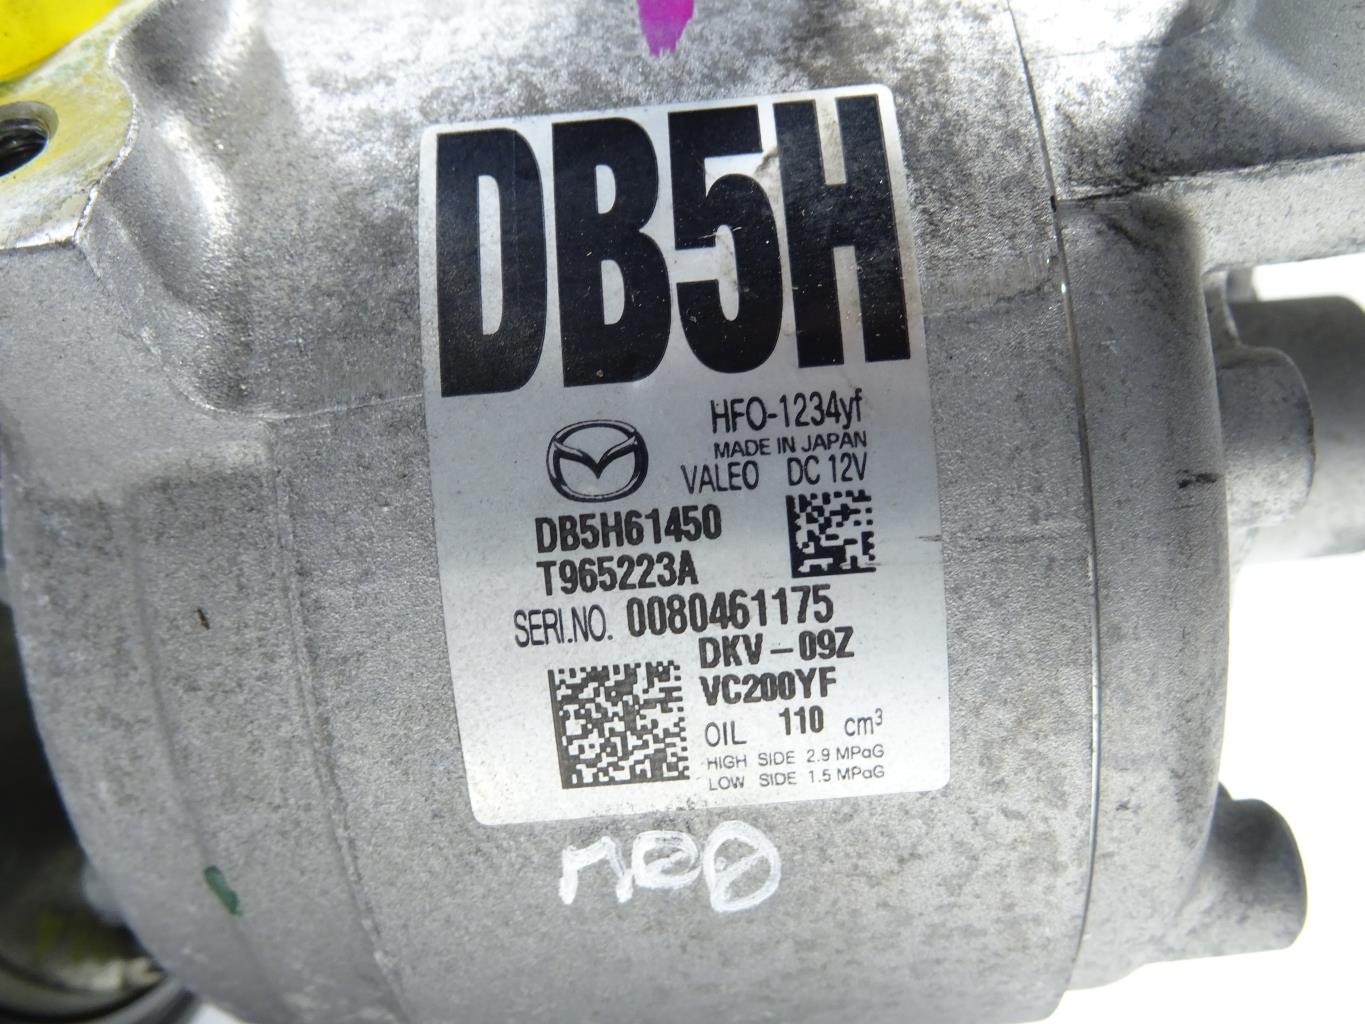 DB5H
HFO-1234yf
MADE IN JAPAN
VALEO DC 12V
DB5H61450
T965223A
SERI.NO. 0080461175
DKV-09Z
VC200YF
OIL 110 cm³
HIGH SIDE 2.9 MPaG
LOW SIDE 1.5 MPaG